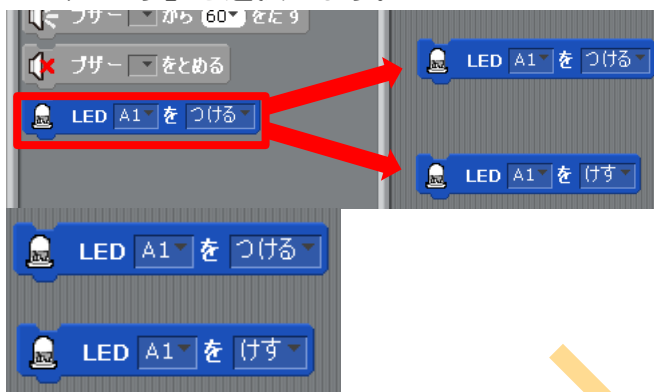 ブザー から 60 をだす
ブザー をとめる
LED A1 を つける
LED A1 を つける
LED A1 を けす
LED A1 を つける
LED A1 を けす